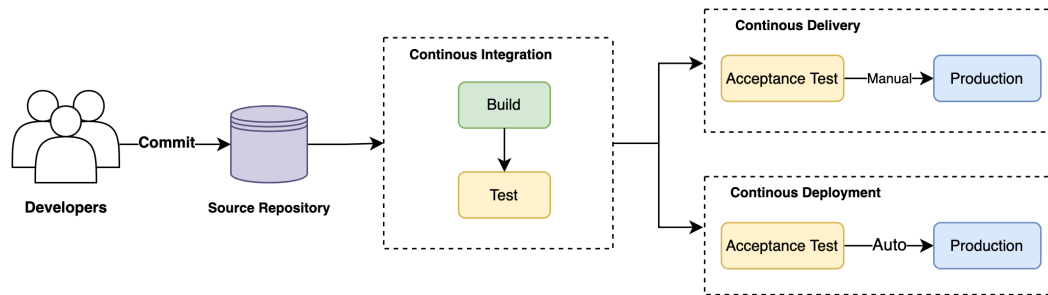 Developers
Commit
Source Repository
Continous Integration
Build
Test
Continous Delivery
Acceptance Test
Manual
Production
Continous Deployment
Acceptance Test
Auto
Production